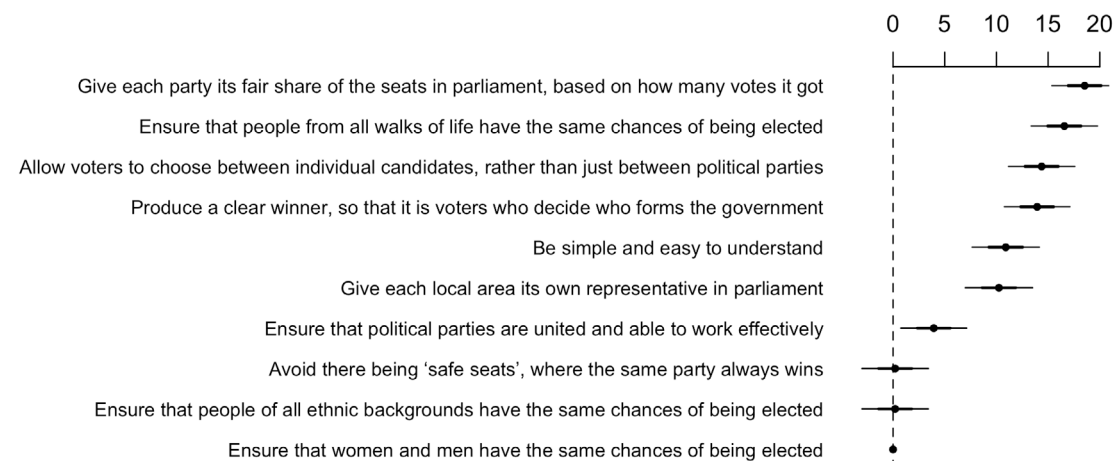 0 5 10 15 20
Give each party its fair share of the seats in parliament, based on how many votes it got
Ensure that people from all walks of life have the same chances of being elected
Allow voters to choose between individual candidates, rather than just between political parties
Produce a clear winner, so that it is voters who decide who forms the government
Be simple and easy to understand
Give each local area its own representative in parliament
Ensure that political parties are united and able to work effectively
Avoid there being ‘safe seats’, where the same party always wins
Ensure that people of all ethnic backgrounds have the same chances of being elected
Ensure that women and men have the same chances of being elected